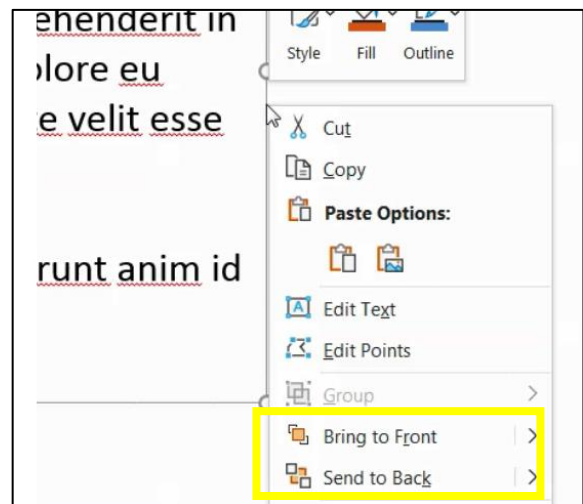 ehenderit in
olore eu
e velit esse
runt anim id
Style Fill Outline
Cut
Copy
Paste Options:
Edit Text
Edit Points
Group
Bring to Front
Send to Back